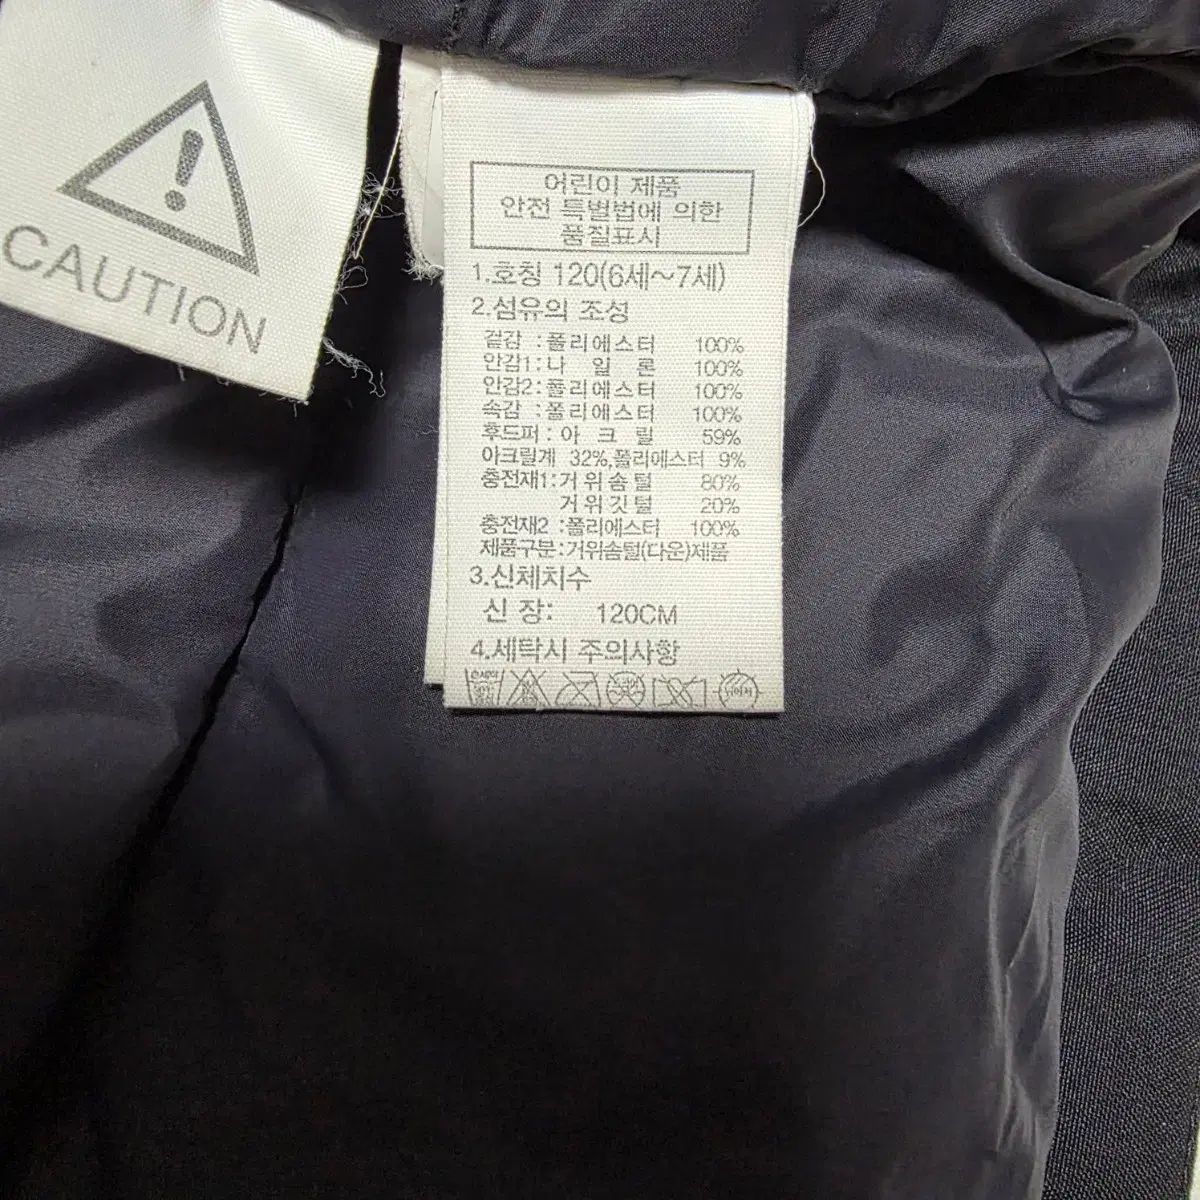 CAUTION
어린이 제품
안전 특별법에 의한
품질표시
1.호칭 120(6세~7세)
2.섬유의 조성
겉감 :폴리에스터 100%
안감1:나 일 론 100%
안감2:폴리에스터 100%
속감 :폴리에스터 100%
후드퍼:아 크 릴 59%
아크릴계 32%,폴리에스터 9%
충전재1:거위솜털 80%
거위깃털 20%
충전재2 :폴리에스터 100%
제품구분:거위솜털(다운)제품
3.신체치수
신 장: 120CM
4.세탁시 주의사항